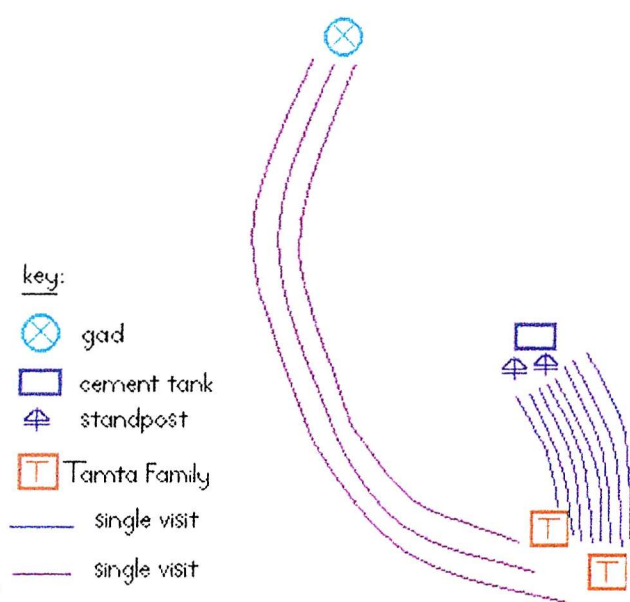 key:
gad
cement tank
standpost
T Tamta Family
single visit
single visit
T
T